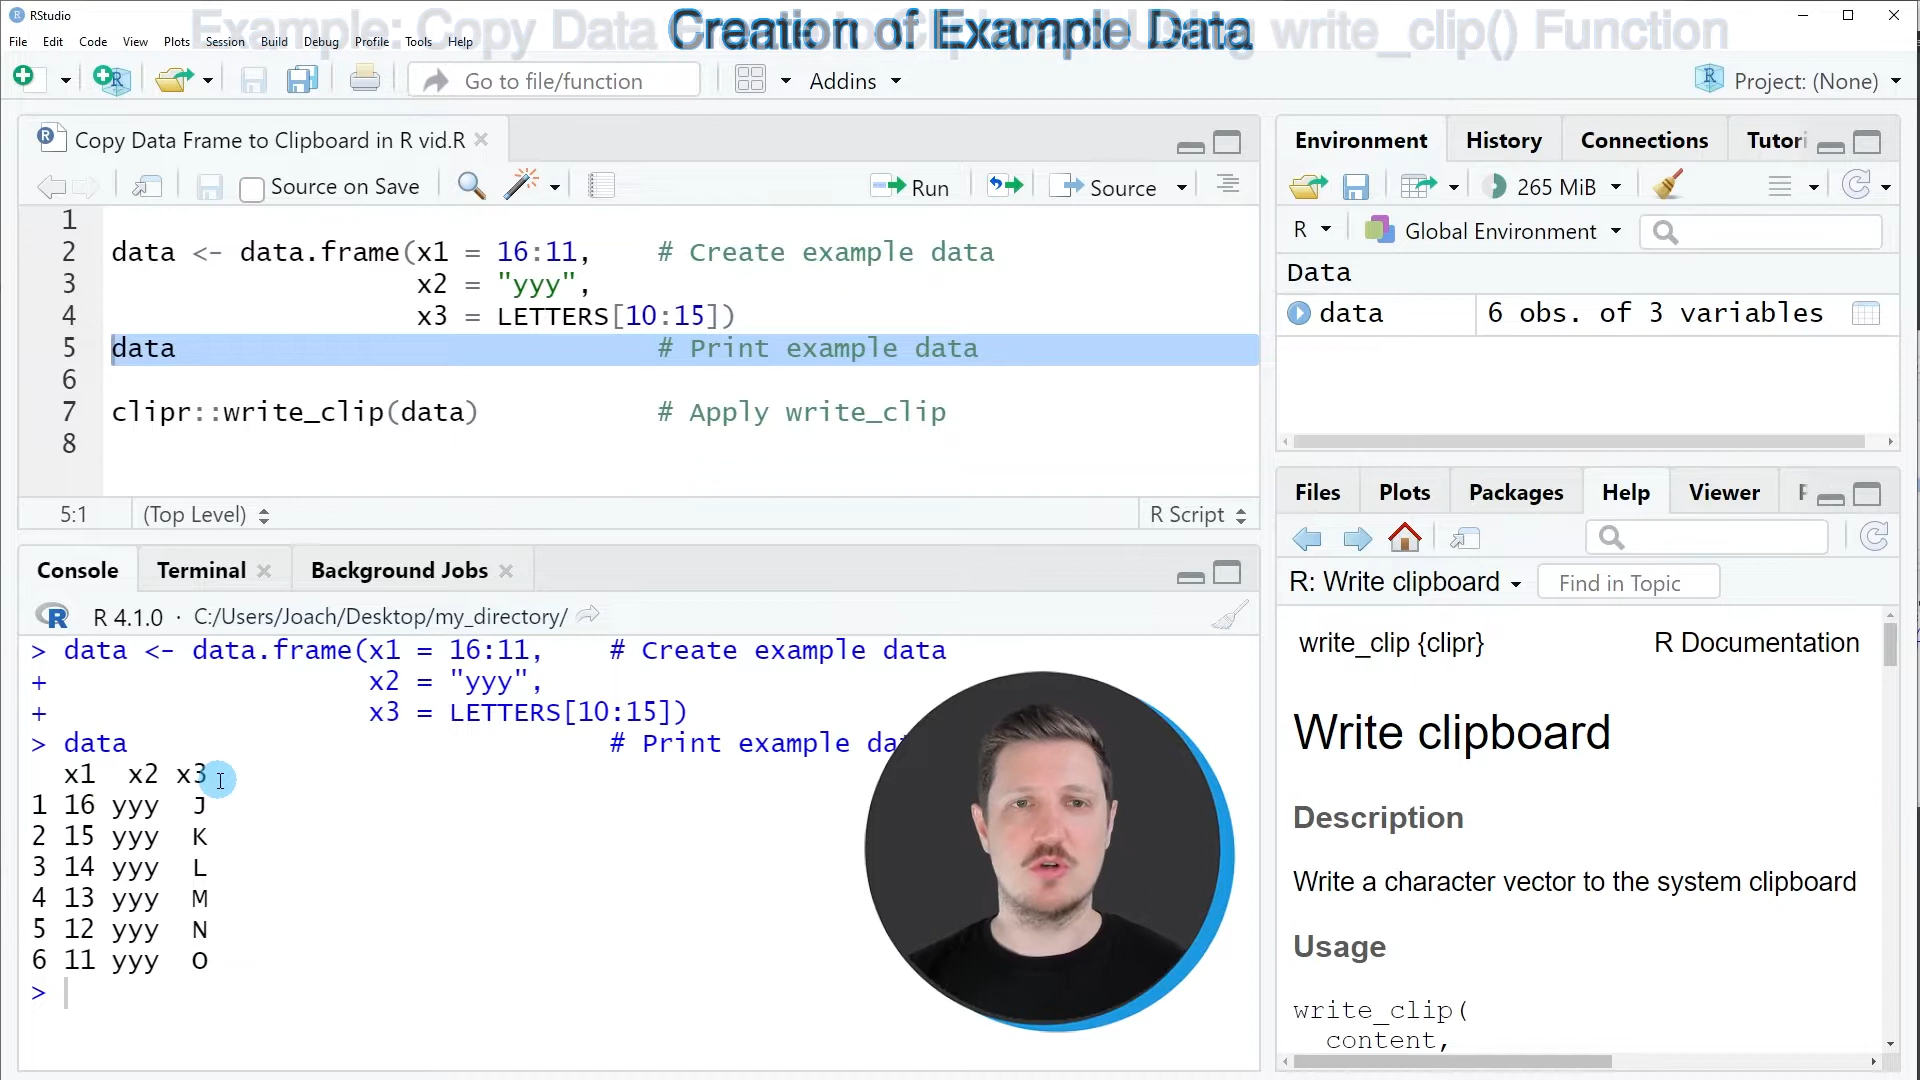 RStudio
Example: Copy Data Creation of Example Data write_clip() Function
File Edit Code View Plots Session Build Debug Profile Tools Help
Go to file/function Addins Project: (None)
Copy Data Frame to Clipboard in R vid.R
Source on Save Run Source
1
2 data <- data.frame(x1 = 16:11, # Create example data
3 x2 = "yyy",
4 x3 = LETTERS[10:15])
5 data # Print example data
6
7 clipr::write_clip(data) # Apply write_clip
8
5:1 (Top Level) R Script
Console Terminal Background Jobs
R 4.1.0 · C:/Users/Joach/Desktop/my_directory/
> data <- data.frame(x1 = 16:11, # Create example data
+ x2 = "yyy",
+ x3 = LETTERS[10:15])
> data # Print example
x1 x2 x3
1 16 yyy J
2 15 yyy K
3 14 yyy L
4 13 yyy M
5 12 yyy N
6 11 yyy O
>
Environment History Connections
265 MiB
R Global Environment
Data
data 6 obs. of 3 variables
Files Plots Packages Help Viewer
R: Write clipboard Find in Topic
write_clip {clipr} R Documentation
Write clipboard
Description
Write a character vector to the system clipboard
Usage
write_clip(
content,